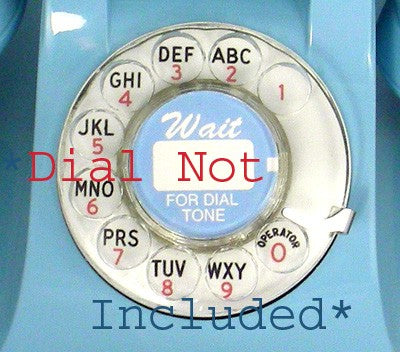 DEF ABC
3 2
GHI 1
4
JKL
5
Wait
* Dial Not
MNO
6
FOR DIAL
TONE
PRS
7
OPERATOR
0
TUV WXY
8 9
Included*